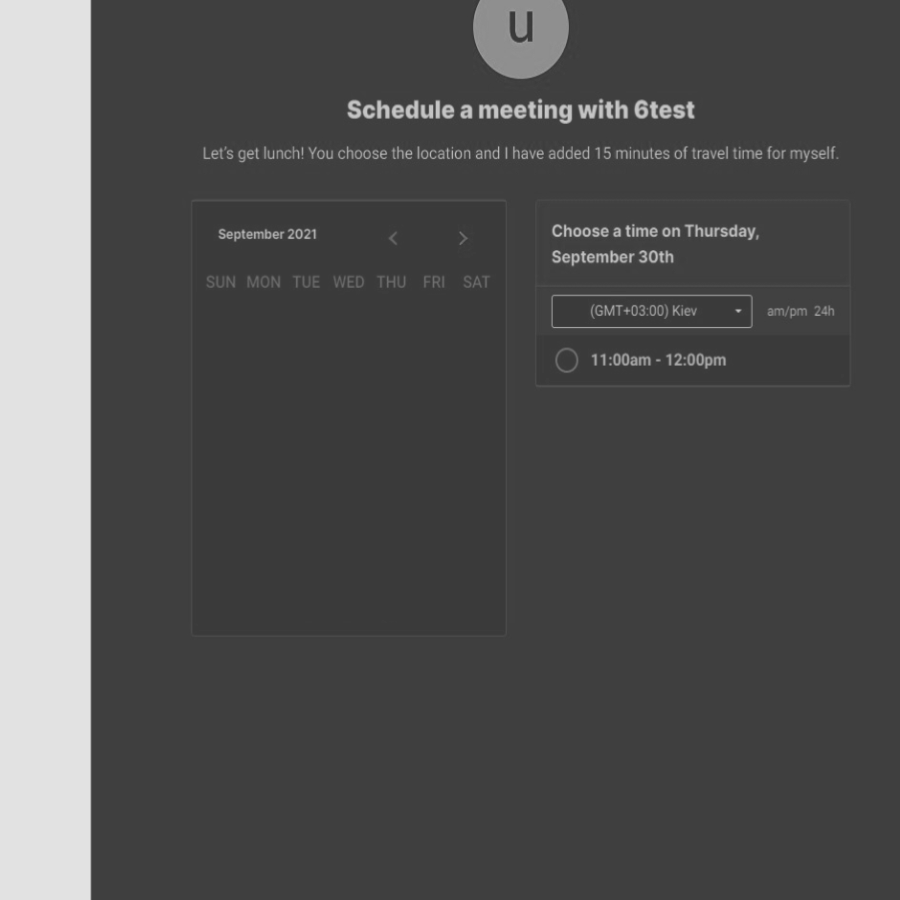 u
Schedule a meeting with 6test
Let's get lunch! You choose the location and I have added 15 minutes of travel time for myself.
September 2021
SUN MON TUE WED THU FRI SAT
Choose a time on Thursday,
September 30th
(GMT+03:00) Kiev
am/pm 24h
11:00am - 12:00pm